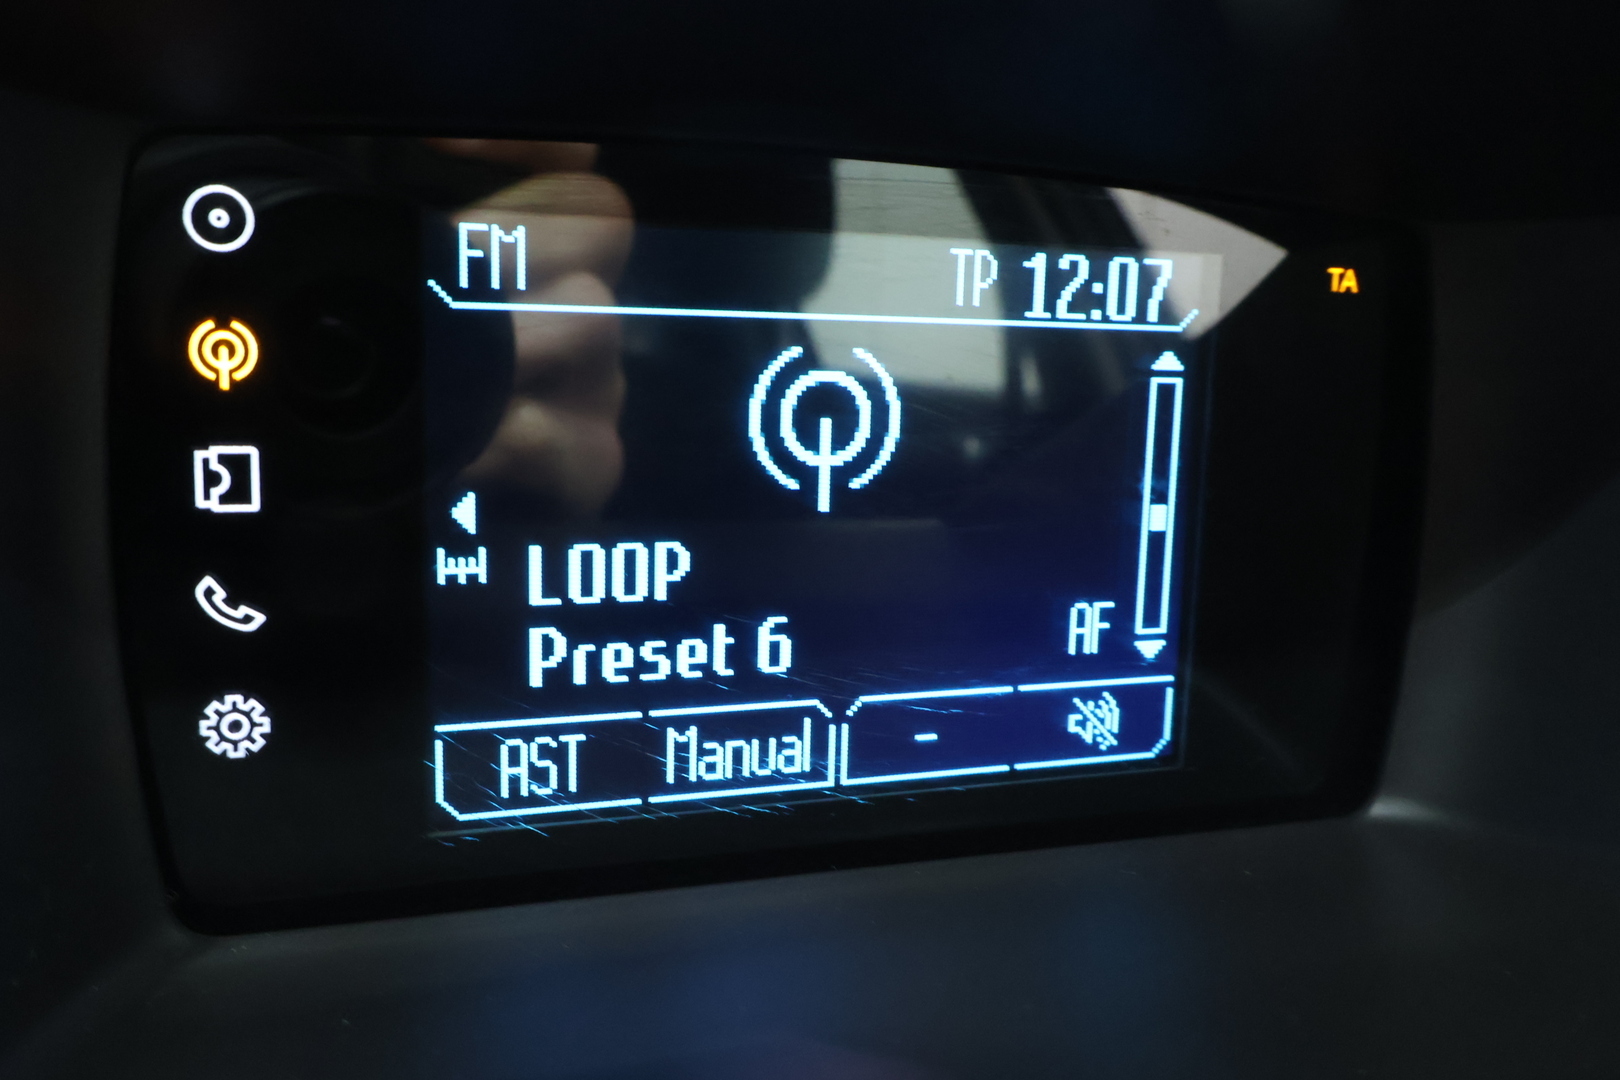 FM
TP 12:07
TA
LOOP
Preset 6
AF
AST Manual -